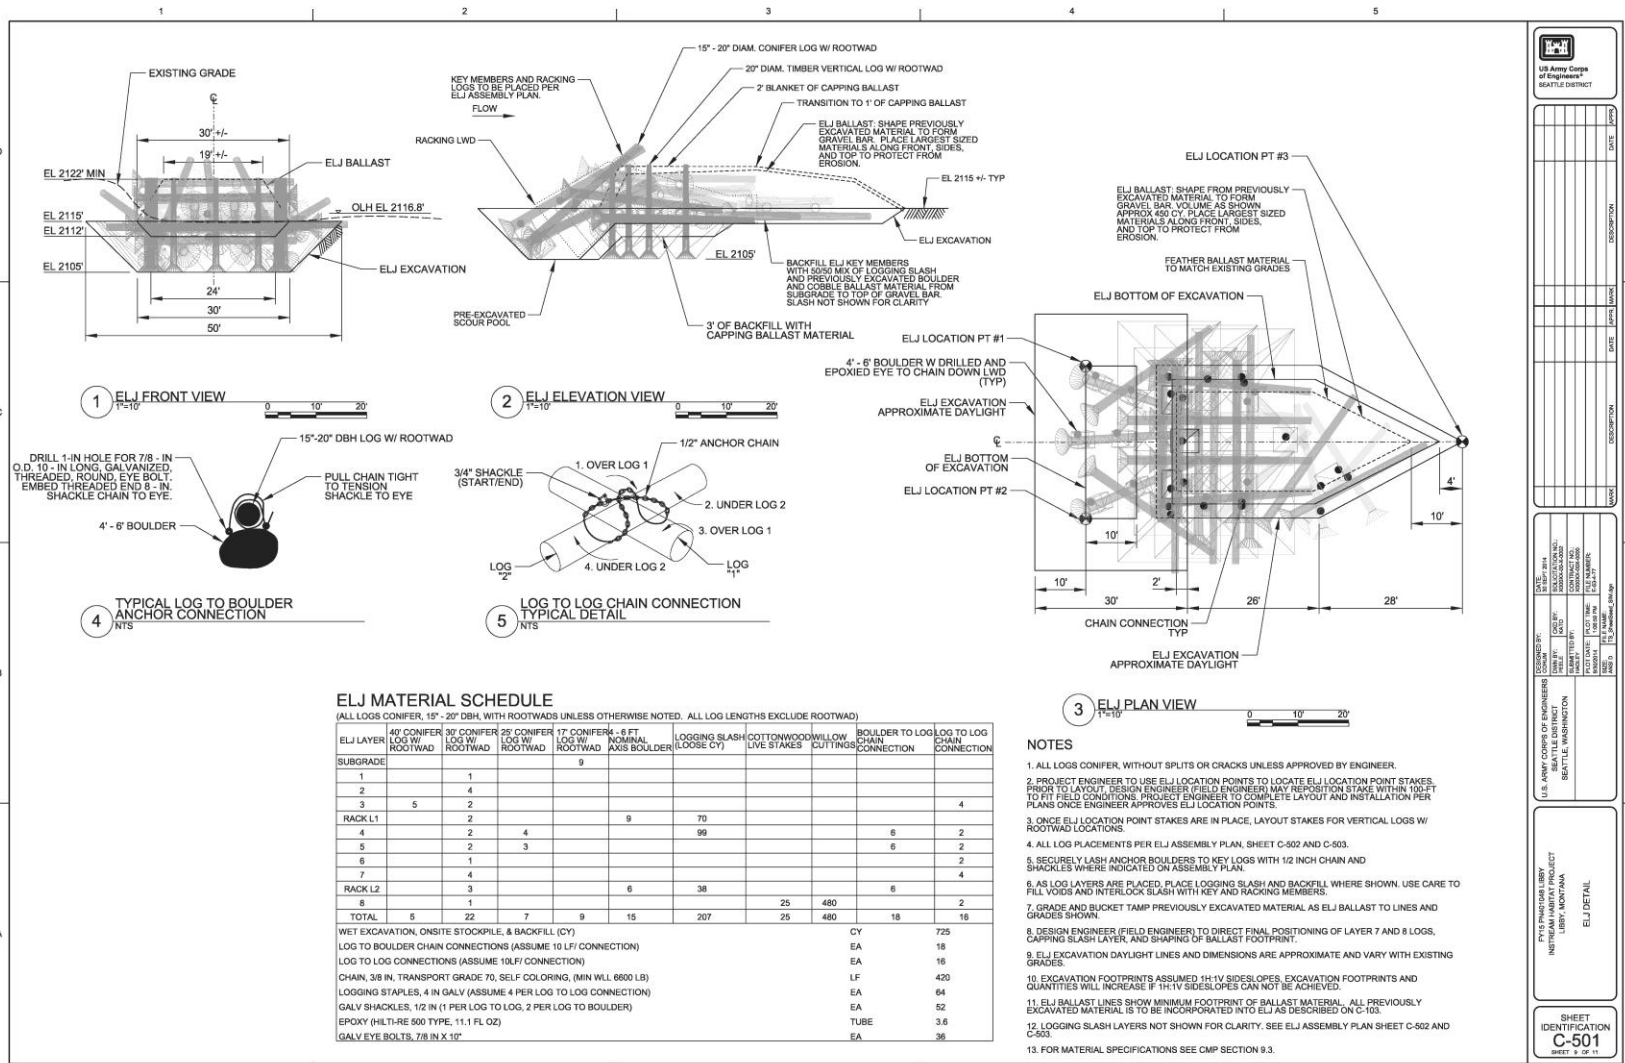 1 2 3 4 5
EXISTING GRADE
℄
30' +/-
19' +/-
ELJ BALLAST
EL 2122' MIN
OLH EL 2116.8'
EL 2115'
EL 2112'
EL 2105'
ELJ EXCAVATION
24'
30'
50'
1 ELJ FRONT VIEW
1"=10'
0 10' 20'
15" - 20" DIAM. CONIFER LOG W/ ROOTWAD
20" DIAM. TIMBER VERTICAL LOG W/ ROOTWAD
2' BLANKET OF CAPPING BALLAST
TRANSITION TO 1' OF CAPPING BALLAST
KEY MEMBERS AND RACKING
LOGS TO BE PLACED PER
ELJ ASSEMBLY PLAN.
FLOW
RACKING LWD
ELJ BALLAST: SHAPE PREVIOUSLY
EXCAVATED MATERIAL TO FORM
GRAVEL BAR. PLACE LARGEST SIZED
MATERIALS ALONG FRONT, SIDES,
AND TOP TO PROTECT FROM
EROSION.
EL 2115 +/- TYP
ELJ EXCAVATION
EL 2105'
BACKFILL ELJ KEY MEMBERS
WITH 50/50 MIX OF LOGGING SLASH
AND PREVIOUSLY EXCAVATED BOULDER
AND COBBLE BALLAST MATERIAL FROM
SUBGRADE TO TOP OF GRAVEL BAR.
SLASH NOT SHOWN FOR CLARITY
PRE-EXCAVATED
SCOUR POOL
3' OF BACKFILL WITH
CAPPING BALLAST MATERIAL
2 ELJ ELEVATION VIEW
1"=10'
0 10' 20'
ELJ LOCATION PT #3
ELJ BALLAST: SHAPE FROM PREVIOUSLY
EXCAVATED MATERIAL TO FORM
GRAVEL BAR. VOLUME AS SHOWN
APPROX 450 CY. PLACE LARGEST SIZED
MATERIALS ALONG FRONT, SIDES,
AND TOP TO PROTECT FROM
EROSION.
FEATHER BALLAST MATERIAL
TO MATCH EXISTING GRADES
ELJ BOTTOM OF EXCAVATION
ELJ LOCATION PT #1
4' - 6' BOULDER W DRILLED AND
EPOXIED EYE TO CHAIN DOWN LWD
(TYP)
ELJ EXCAVATION
APPROXIMATE DAYLIGHT
℄
ELJ BOTTOM
OF EXCAVATION
ELJ LOCATION PT #2
4'
10'
10'
10'
2'
30'
26'
28'
CHAIN CONNECTION
TYP
ELJ EXCAVATION
APPROXIMATE DAYLIGHT
3 ELJ PLAN VIEW
1"=10'
0 10' 20'
15"-20" DBH LOG W/ ROOTWAD
DRILL 1-IN HOLE FOR 7/8 - IN
O.D. 10 - IN LONG, GALVANIZED,
THREADED, ROUND, EYE BOLT.
EMBED THREADED END 8 - IN.
SHACKLE CHAIN TO EYE.
PULL CHAIN TIGHT
TO TENSION
SHACKLE TO EYE
4' - 6' BOULDER
4 TYPICAL LOG TO BOULDER
ANCHOR CONNECTION
NTS
1/2" ANCHOR CHAIN
3/4" SHACKLE
(START/END)
1. OVER LOG 1
2. UNDER LOG 2
3. OVER LOG 1
4. UNDER LOG 2
LOG
"2"
LOG
"1"
5 LOG TO LOG CHAIN CONNECTION
TYPICAL DETAIL
NTS
ELJ MATERIAL SCHEDULE
(ALL LOGS CONIFER, 15" - 20" DBH, WITH ROOTWADS UNLESS OTHERWISE NOTED. ALL LOG LENGTHS EXCLUDE ROOTWAD)
ELJ LAYER 40' CONIFER LOG W/ ROOTWAD 30' CONIFER LOG W/ ROOTWAD 25' CONIFER LOG W/ ROOTWAD 17' CONIFER LOG W/ ROOTWAD 4 - 6 FT NOMINAL AXIS BOULDER LOGGING SLASH (LOOSE CY) COTTONWOOD LIVE STAKES WILLOW CUTTINGS BOULDER TO LOG CHAIN CONNECTION LOG TO LOG CHAIN CONNECTION
SUBGRADE 9
1 1
2 4
3 5 2 4
RACK L1 2 9 70
4 2 4 99 6 2
5 2 3 6 2
6 1 2
7 4 4
RACK L2 3 6 38 6
8 1 25 480 2
TOTAL 5 22 7 9 15 207 25 480 18 16
WET EXCAVATION, ONSITE STOCKPILE, & BACKFILL (CY) CY 725
LOG TO BOULDER CHAIN CONNECTIONS (ASSUME 10 LF/ CONNECTION) EA 18
LOG TO LOG CONNECTIONS (ASSUME 10LF/ CONNECTION) EA 16
CHAIN, 3/8 IN, TRANSPORT GRADE 70, SELF COLORING, (MIN WLL 6600 LB) LF 420
LOGGING STAPLES, 4 IN GALV (ASSUME 4 PER LOG TO LOG CONNECTION) EA 64
GALV SHACKLES, 1/2 IN (1 PER LOG TO LOG, 2 PER LOG TO BOULDER) EA 52
EPOXY (HILTI-RE 500 TYPE, 11.1 FL OZ) TUBE 3.6
GALV EYE BOLTS, 7/8 IN X 10" EA 36
NOTES
1. ALL LOGS CONIFER, WITHOUT SPLITS OR CRACKS UNLESS APPROVED BY ENGINEER.
2. PROJECT ENGINEER TO USE ELJ LOCATION POINTS TO LOCATE ELJ LOCATION POINT STAKES.
PRIOR TO LAYOUT, DESIGN ENGINEER (FIELD ENGINEER) MAY REPOSITION STAKE WITHIN 100-FT
TO FIT FIELD CONDITIONS. PROJECT ENGINEER TO COMPLETE LAYOUT AND INSTALLATION PER
PLANS ONCE ENGINEER APPROVES ELJ LOCATION POINTS.
3. ONCE ELJ LOCATION POINT STAKES ARE IN PLACE, LAYOUT STAKES FOR VERTICAL LOGS W/
ROOTWAD LOCATIONS.
4. ALL LOG PLACEMENTS PER ELJ ASSEMBLY PLAN, SHEET C-502 AND C-503.
5. SECURELY LASH ANCHOR BOULDERS TO KEY LOGS WITH 1/2 INCH CHAIN AND
SHACKLES WHERE INDICATED ON ASSEMBLY PLAN.
6. AS LOG LAYERS ARE PLACED, PLACE LOGGING SLASH AND BACKFILL WHERE SHOWN. USE CARE TO
FILL VOIDS AND INTERLOCK SLASH WITH KEY AND RACKING MEMBERS.
7. GRADE AND BUCKET TAMP PREVIOUSLY EXCAVATED MATERIAL AS ELJ BALLAST TO LINES AND
GRADES SHOWN.
8. DESIGN ENGINEER (FIELD ENGINEER) TO DIRECT FINAL POSITIONING OF LAYER 7 AND 8 LOGS,
CAPPING SLASH LAYER, AND SHAPING OF BALLAST FOOTPRINT.
9. ELJ EXCAVATION DAYLIGHT LINES AND DIMENSIONS ARE APPROXIMATE AND VARY WITH EXISTING
GRADES.
10. EXCAVATION FOOTPRINTS ASSUMED 1H:1V SIDESLOPES. EXCAVATION FOOTPRINTS AND
QUANTITIES WILL INCREASE IF 1H:1V SIDESLOPES CAN NOT BE ACHIEVED.
11. ELJ BALLAST LINES SHOW MINIMUM FOOTPRINT OF BALLAST MATERIAL. ALL PREVIOUSLY
EXCAVATED MATERIAL IS TO BE INCORPORATED INTO ELJ AS DESCRIBED ON C-103.
12. LOGGING SLASH LAYERS NOT SHOWN FOR CLARITY. SEE ELJ ASSEMBLY PLAN SHEET C-502 AND
C-503.
13. FOR MATERIAL SPECIFICATIONS SEE CMP SECTION 9.3.
US Army Corps
of Engineers®
SEATTLE DISTRICT
MARK DESCRIPTION DATE APPR. MARK DESCRIPTION DATE APPR.
U.S. ARMY CORPS OF ENGINEERS
SEATTLE DISTRICT
SEATTLE, WASHINGTON
DESIGNED BY:
DATE:
SUBMITTED BY:
PLOT DATE:
PLOT TIME:
FILE NUMBER:
SIZE:
FILE NAME:
INSTREAM HABITAT PROJECT
LIBBY, MONTANA
ELJ DETAIL
SHEET
IDENTIFICATION
C-501
SHEET 9 OF 11